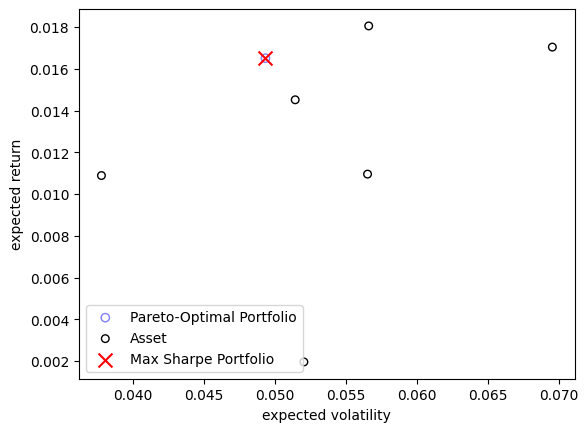 0.018
0.016
0.014
0.012
0.010
0.008
0.006
0.004
0.002
expected return
Pareto-Optimal Portfolio
Asset
Max Sharpe Portfolio
0.040 0.045 0.050 0.055 0.060 0.065 0.070
expected volatility